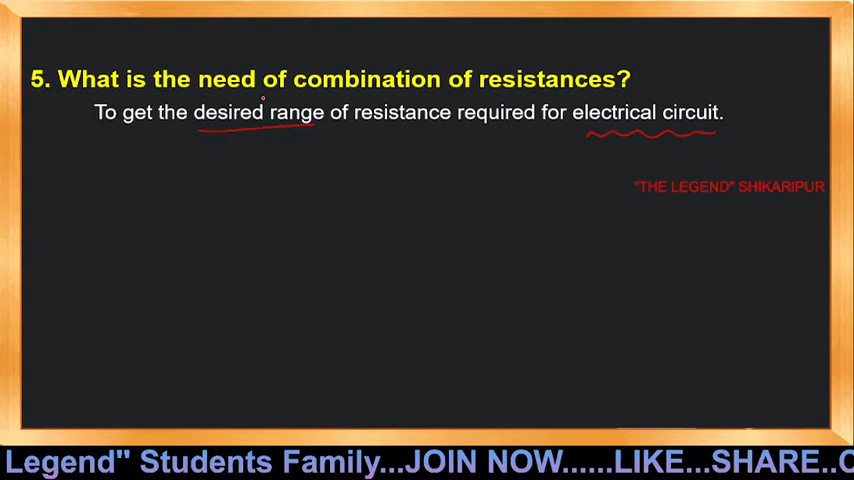 5. What is the need of combination of resistances?
To get the desired range of resistance required for electrical circuit.
"THE LEGEND" SHIKARIPUR
Legend" Students Family...JOIN NOW......LIKE...SHARE..